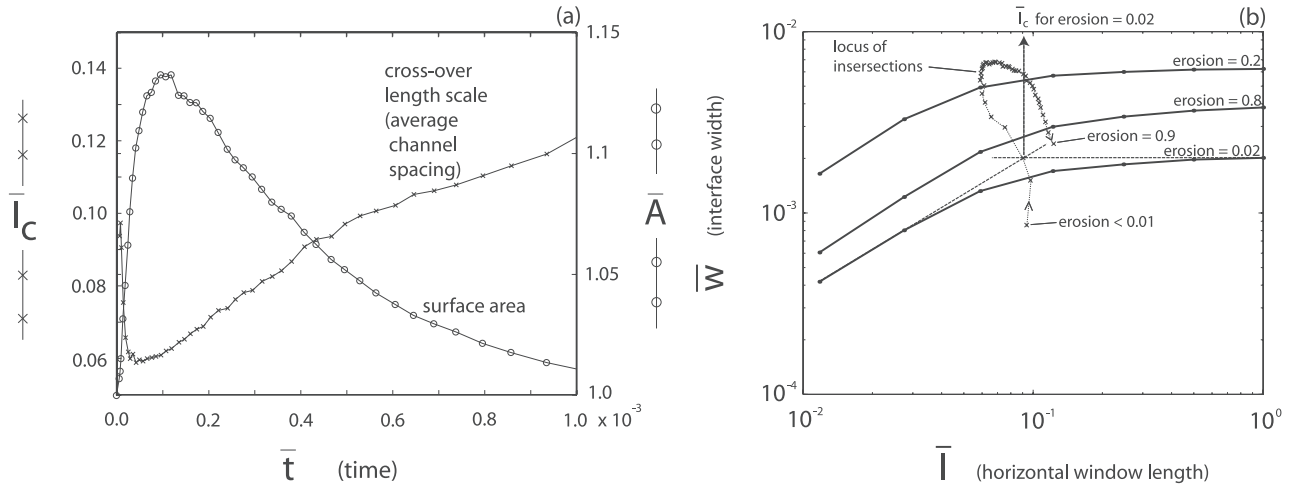 (a)
1.15
0.14
0.12
0.10
0.08
0.06
l̅c
cross-over
length scale
(average
channel
spacing)
surface area
1.10
1.05
1.0
A̅
0.0
0.2
0.4
0.6
0.8
1.0
x 10⁻³
t̅ (time)
l̅c for erosion = 0.02
(b)
10⁻²
10⁻³
10⁻⁴
w̅ (interface width)
locus of
insersections
erosion = 0.2
erosion = 0.8
erosion = 0.9
erosion = 0.02
erosion < 0.01
10⁻²
10⁻¹
10⁰
l̅ (horizontal window length)